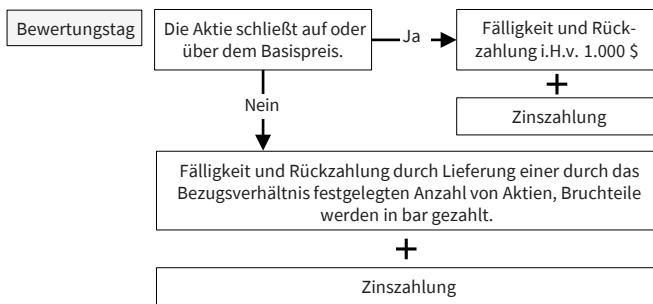 Bewertungstag
Die Aktie schließt auf oder
über dem Basispreis.
Ja
Fälligkeit und Rück-
zahlung i.H.v. 1.000 $
+
Zinszahlung
Nein
Fälligkeit und Rückzahlung durch Lieferung einer durch das
Bezugsverhältnis festgelegten Anzahl von Aktien, Bruchteile
werden in bar gezahlt.
+
Zinszahlung